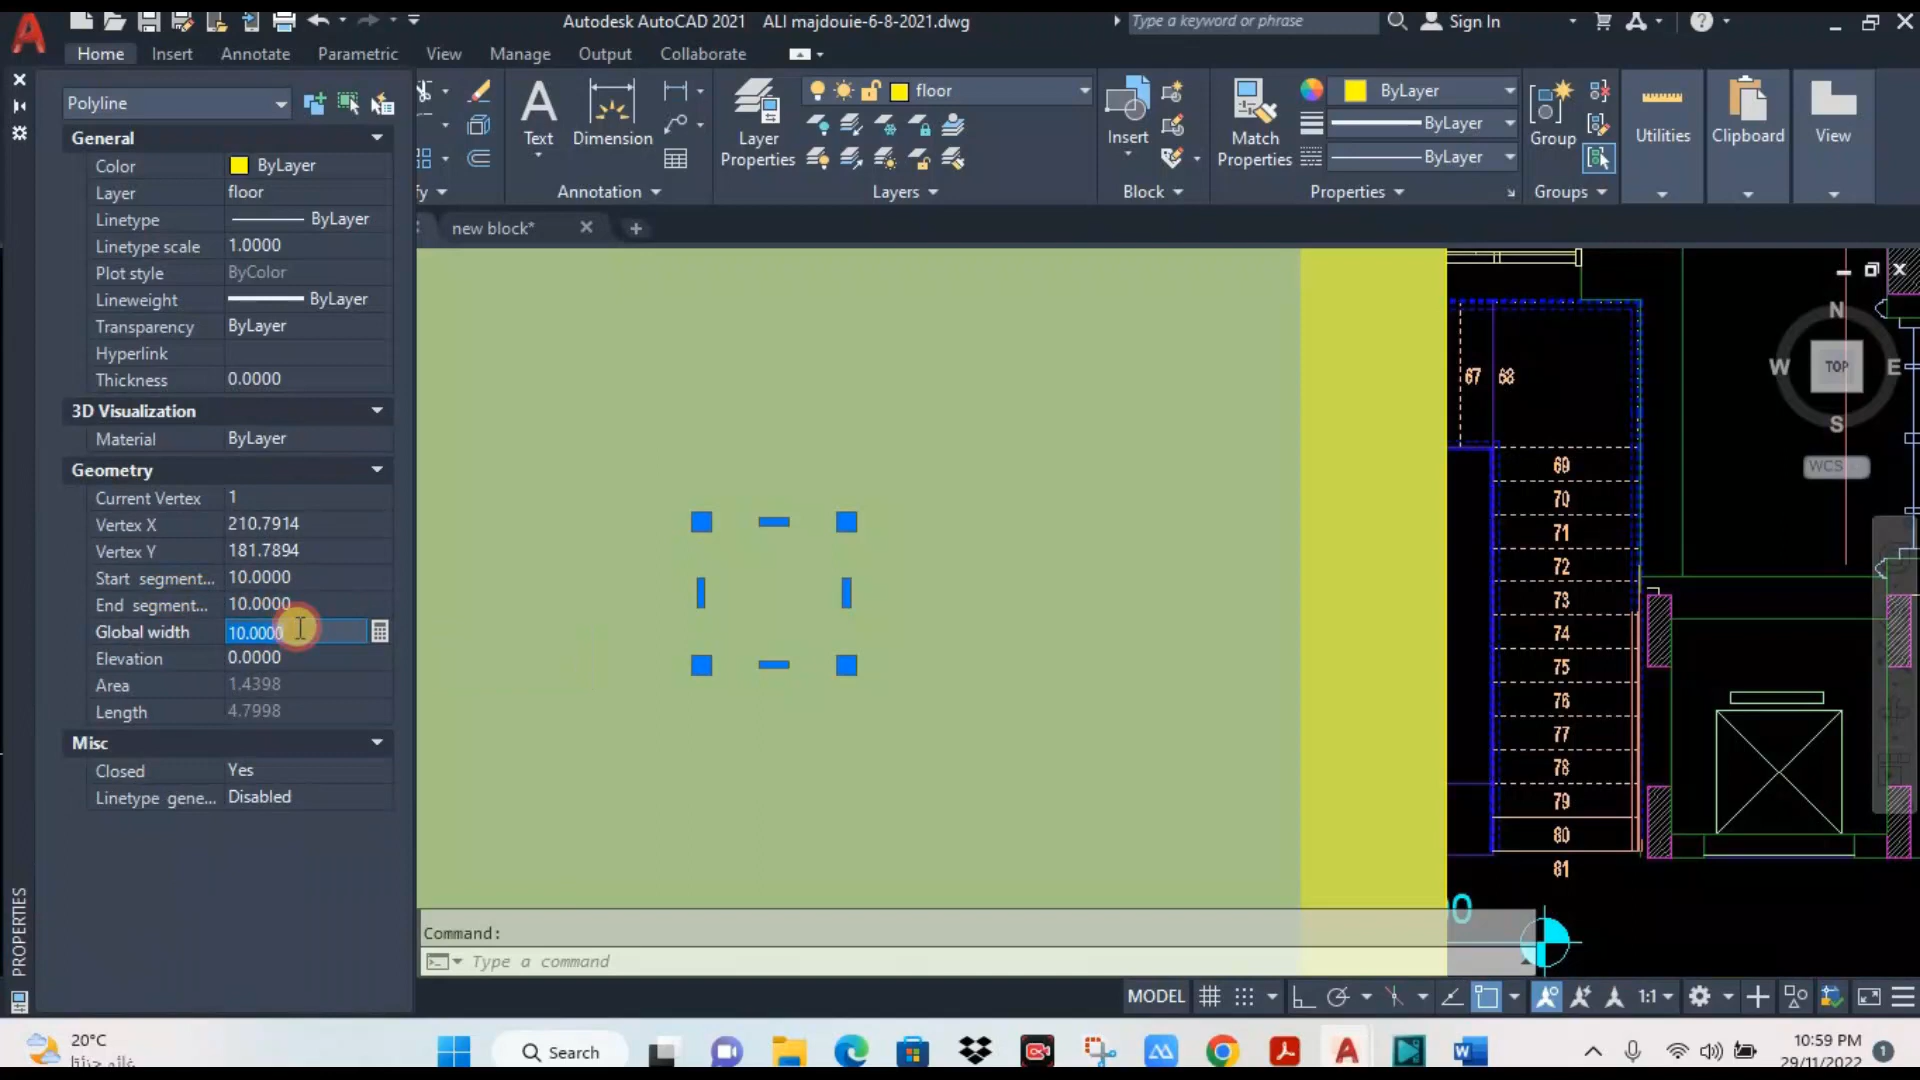 Autodesk AutoCAD 2021 ALI majdouie-6-8-2021.dwg
Type a keyword or phrase
Sign In
Home Insert Annotate Parametric View Manage Output Collaborate
Polyline
Text
Dimension
Layer Properties
floor
Insert
Match Properties
ByLayer
ByLayer
ByLayer
Group
Utilities
Clipboard
View
Annotation
Layers
Block
Properties
Groups
new block*
General
Color ByLayer
Layer floor
Linetype ByLayer
Linetype scale 1.0000
Plot style ByColor
Lineweight ByLayer
Transparency ByLayer
Hyperlink
Thickness 0.0000
3D Visualization
Material ByLayer
Geometry
Current Vertex 1
Vertex X 210.7914
Vertex Y 181.7894
Start segment... 10.0000
End segment... 10.0000
Global width 10.0000
Elevation 0.0000
Area 1.4398
Length 4.7998
Misc
Closed Yes
Linetype gene... Disabled
PROPERTIES
67 68
69
70
71
72
73
74
75
76
77
78
79
80
81
N
W TOP E
S
WCS
Command:
Type a command
MODEL
1:1
20°C
Search
10:59 PM
29/11/2022
1